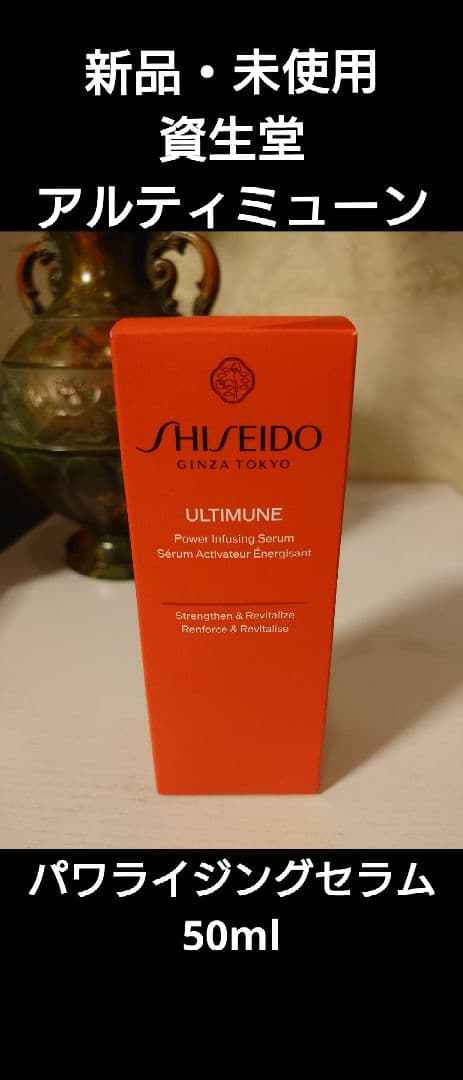 新品・未使用
資生堂
アルティミューン
SHISEIDO
GINZA TOKYO
ULTIMUNE
Power Infusing Serum
Sérum Activateur Énergisant
Strengthen & Revitalize
Renforce & Revitalise
パワライジングセラム
50ml